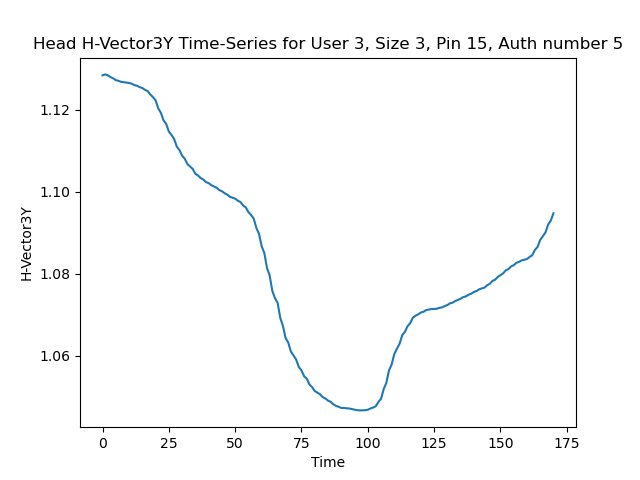 Head H-Vector3Y Time-Series for User 3, Size 3, Pin 15, Auth number 5
1.12
1.10
1.08
1.06
H-Vector3Y
0 25 50 75 100 125 150 175
Time